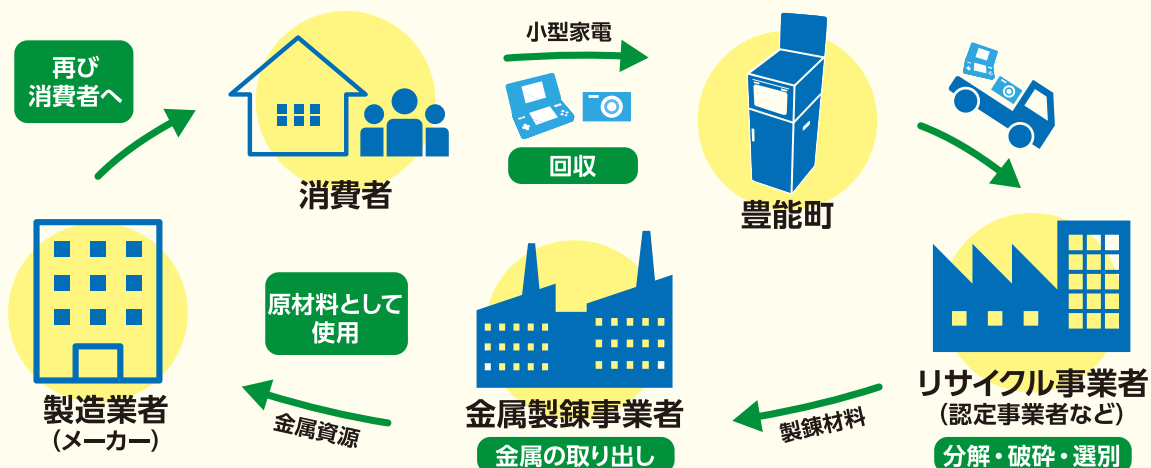 再び
消費者へ
消費者
小型家電
回収
豊能町
リサイクル事業者
(認定事業者など)
分解・破砕・選別
製錬材料
金属製錬事業者
金属の取り出し
金属資源
原材料として
使用
製造業者
(メーカー)